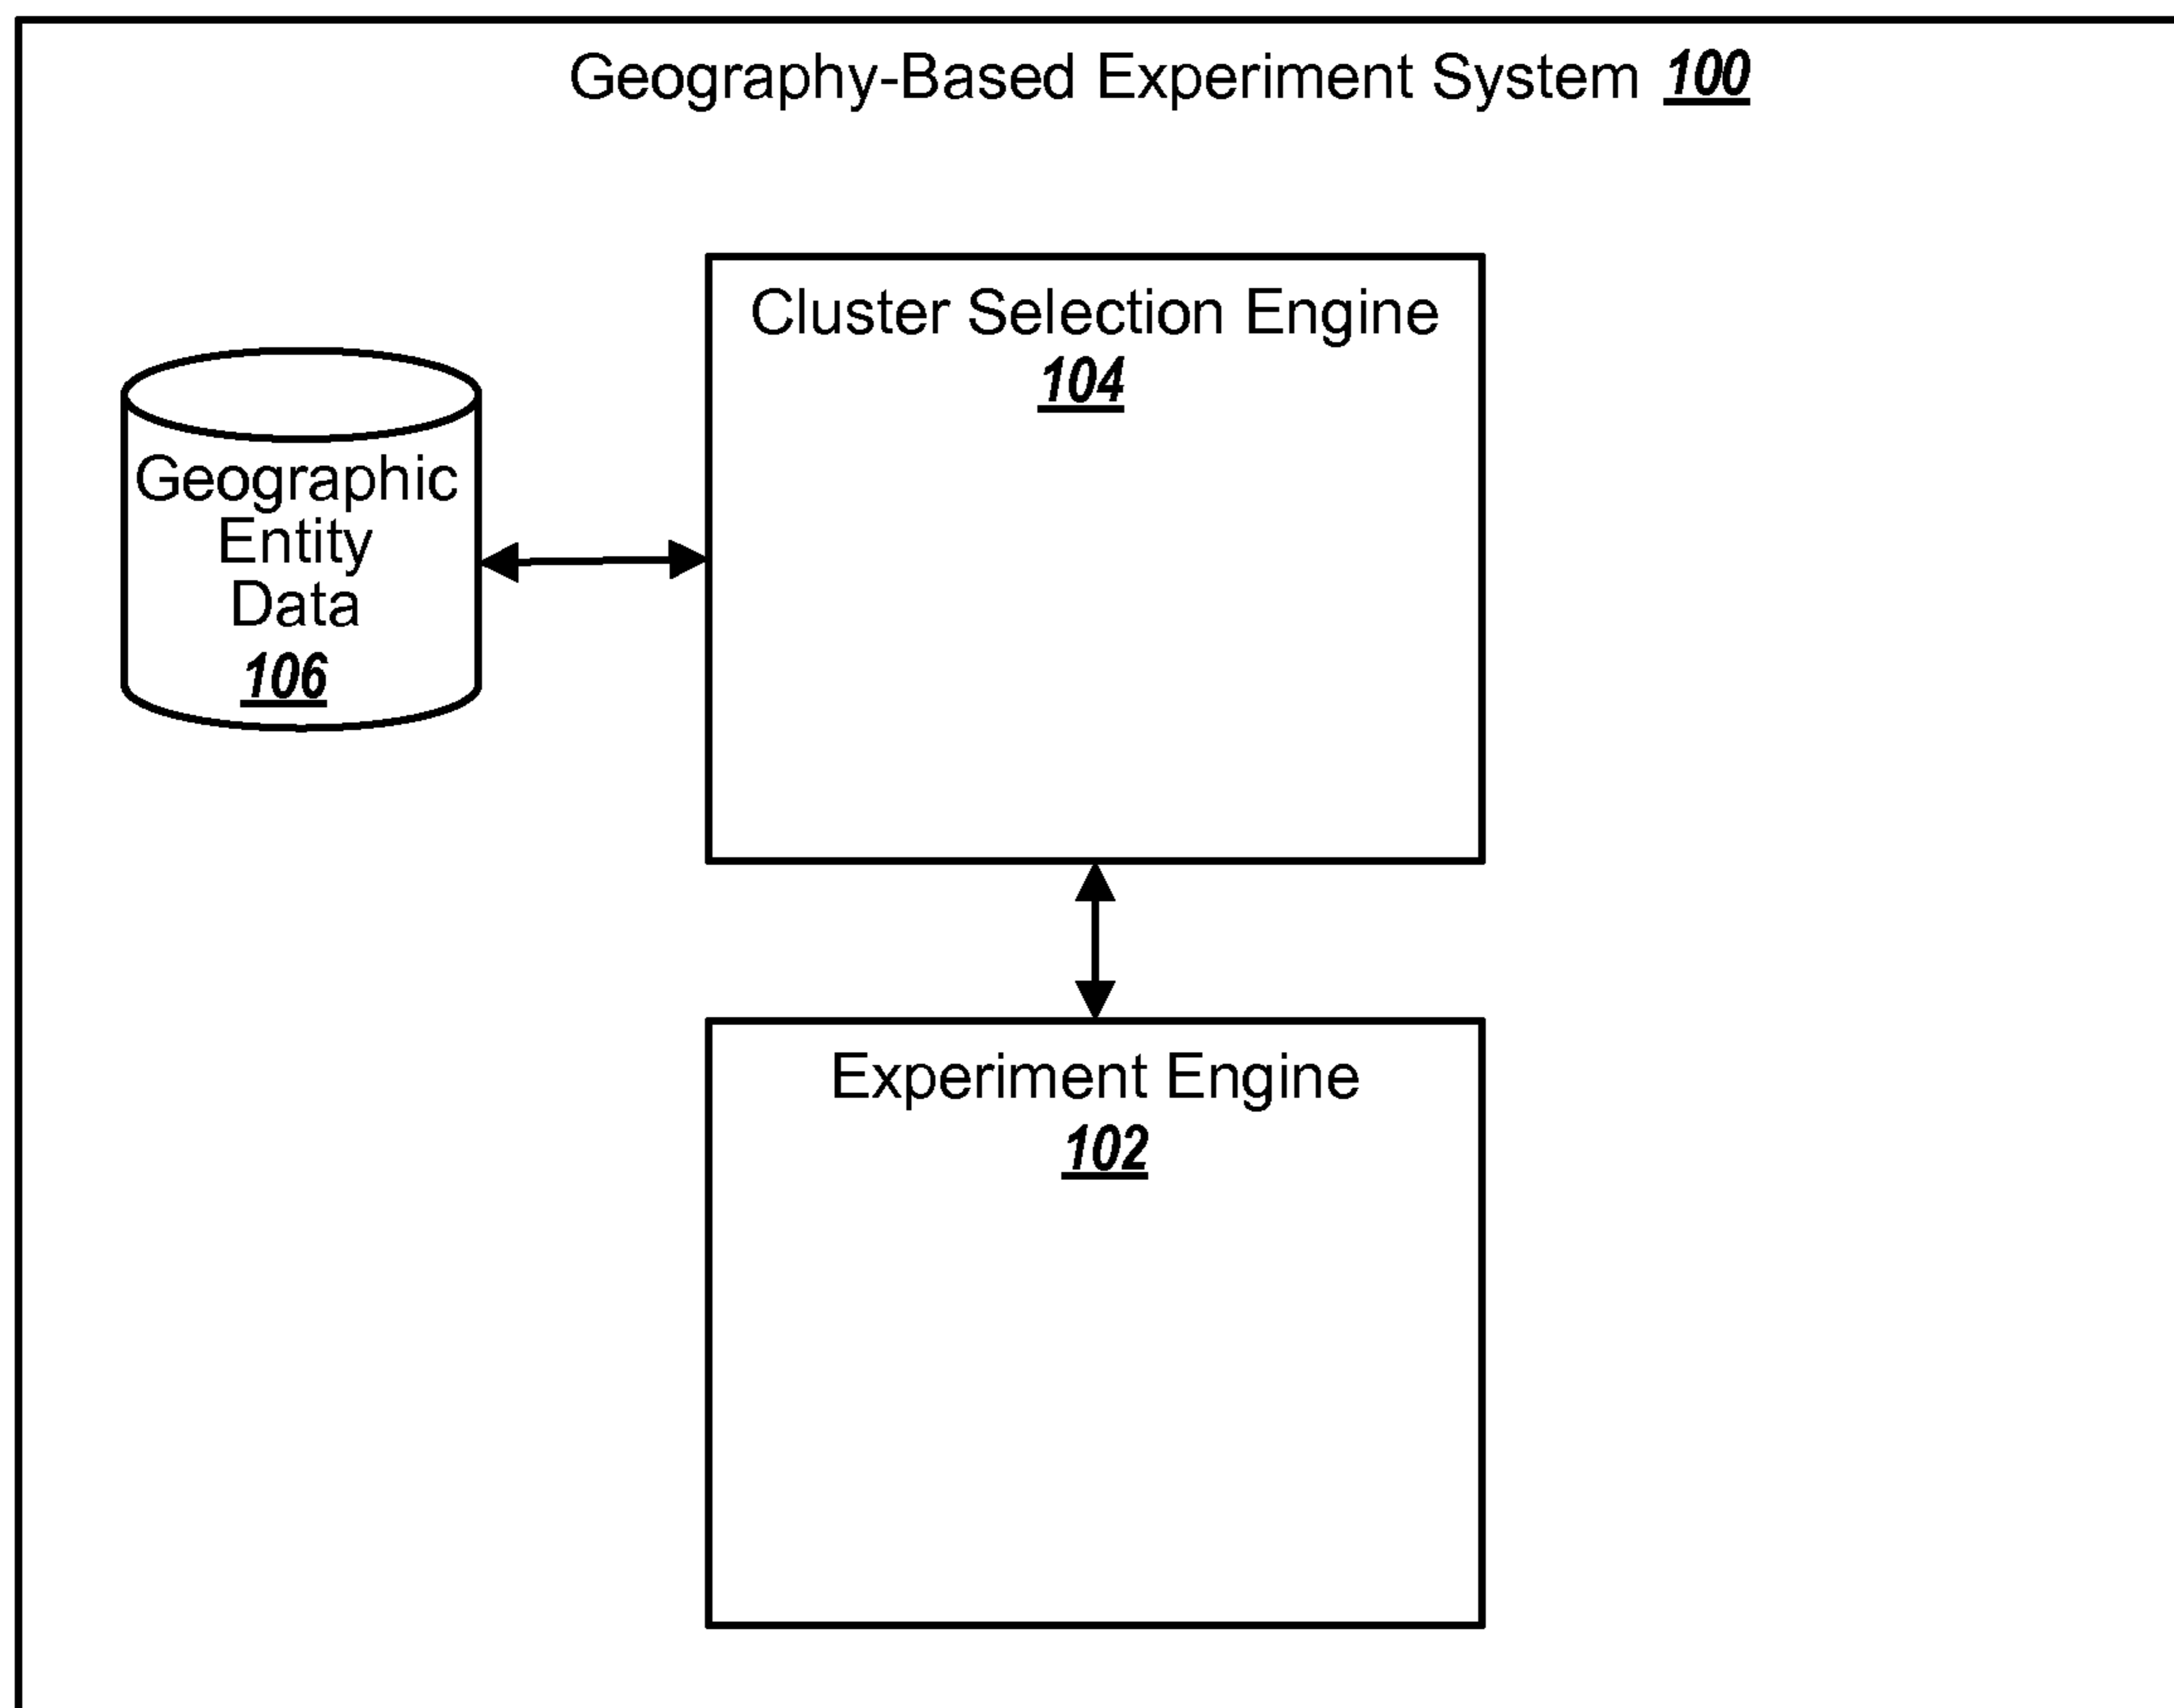 Geography-Based Experiment System 100
Cluster Selection Engine
104
Geographic
Entity
Data
106
Experiment Engine
102